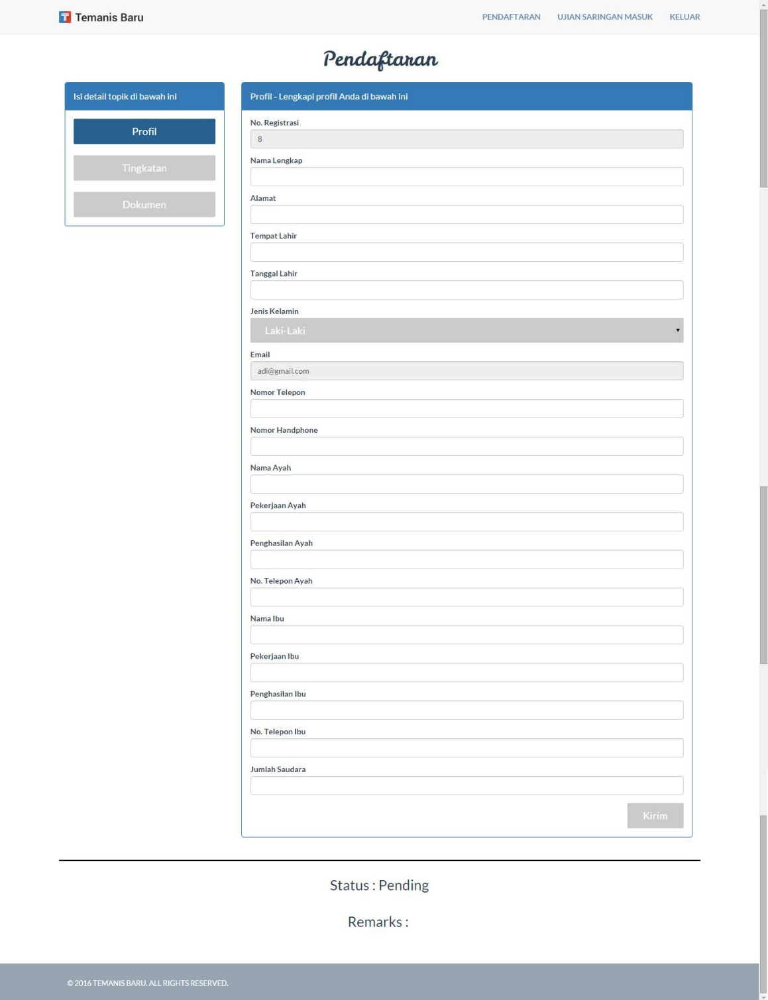 Temanis Baru
PENDAFTARAN UJIAN SARINGAN MASUK KELUAR
Pendaftaran
Isi detail topik di bawah ini
Profil
Tingkatan
Dokumen
Profil - Lengkapi profil Anda di bawah ini
No. Registrasi
8
Nama Lengkap
Alamat
Tempat Lahir
Tanggal Lahir
Jenis Kelamin
Laki-Laki
Email
adi@gmail.com
Nomor Telepon
Nomor Handphone
Nama Ayah
Pekerjaan Ayah
Penghasilan Ayah
No. Telepon Ayah
Nama Ibu
Pekerjaan Ibu
Penghasilan Ibu
No. Telepon Ibu
Jumlah Saudara
Kirim
Status : Pending
Remarks :
© 2016 TEMANIS BARU. ALL RIGHTS RESERVED.